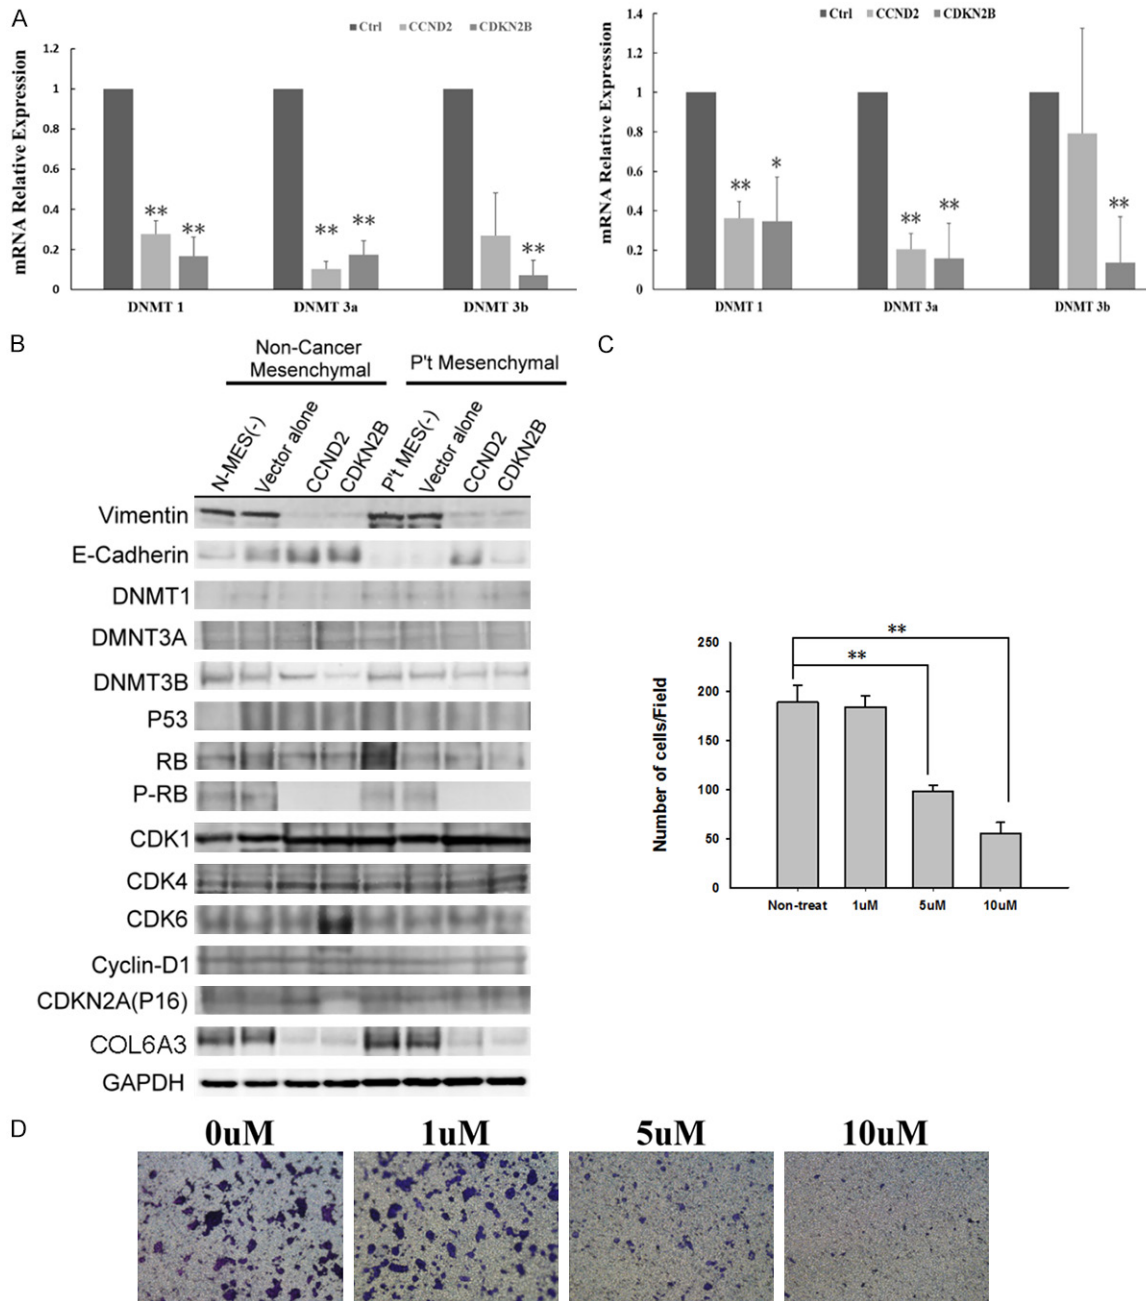 A
Ctrl CCND2 CDKN2B
mRNA Relative Expression
1.2
1
0.8
0.6
0.4
0.2
0
** ** ** ** **
DNMT 1 DNMT 3a DNMT 3b
Ctrl CCND2 CDKN2B
mRNA Relative Expression
1.4
1.2
1
0.8
0.6
0.4
0.2
0
** * ** ** **
DNMT 1 DNMT 3a DNMT 3b
B
Non-Cancer
Mesenchymal
P't Mesenchymal
N-MES(-) Vector alone CCND2 CDKN2B P't MES(-) Vector alone CCND2 CDKN2B
Vimentin
E-Cadherin
DNMT1
DMNT3A
DNMT3B
P53
RB
P-RB
CDK1
CDK4
CDK6
Cyclin-D1
CDKN2A(P16)
COL6A3
GAPDH
C
Number of cells/Field
250
200
150
100
50
0
**
**
Non-treat 1uM 5uM 10uM
D
0uM 1uM 5uM 10uM